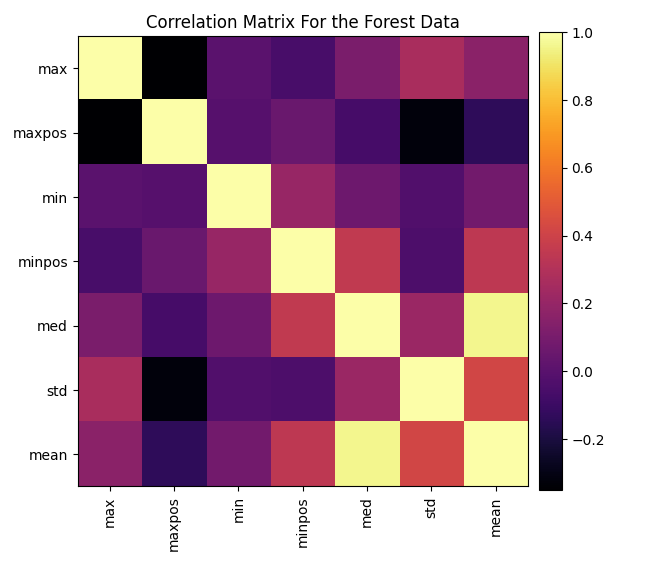 Correlation Matrix For the Forest Data
max
maxpos
min
minpos
med
std
mean
max
maxpos
min
minpos
med
std
mean
1.0
0.8
0.6
0.4
0.2
0.0
−0.2